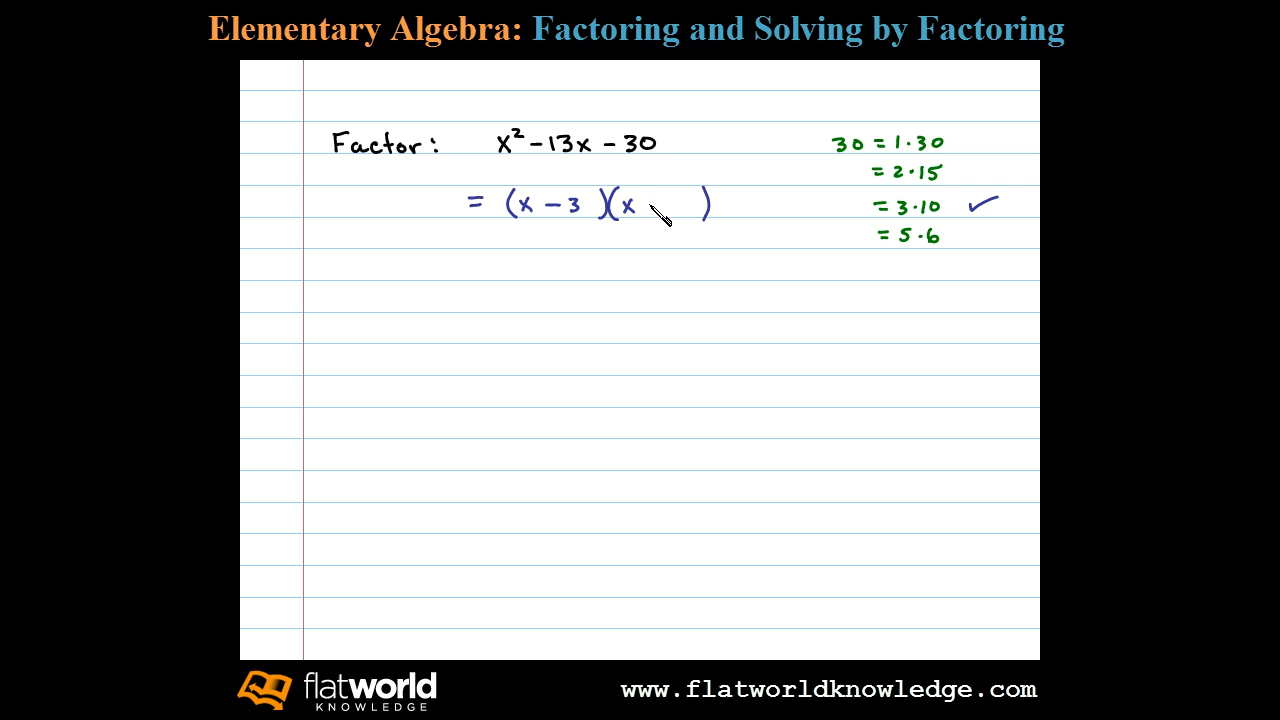 Elementary Algebra: Factoring and Solving by Factoring
Factor: x² - 13x - 30
30 = 1 · 30
= 2 · 15
= (x - 3 )(x )
= 3 · 10 ✓
= 5 · 6
flatworld
KNOWLEDGE
www.flatworldknowledge.com